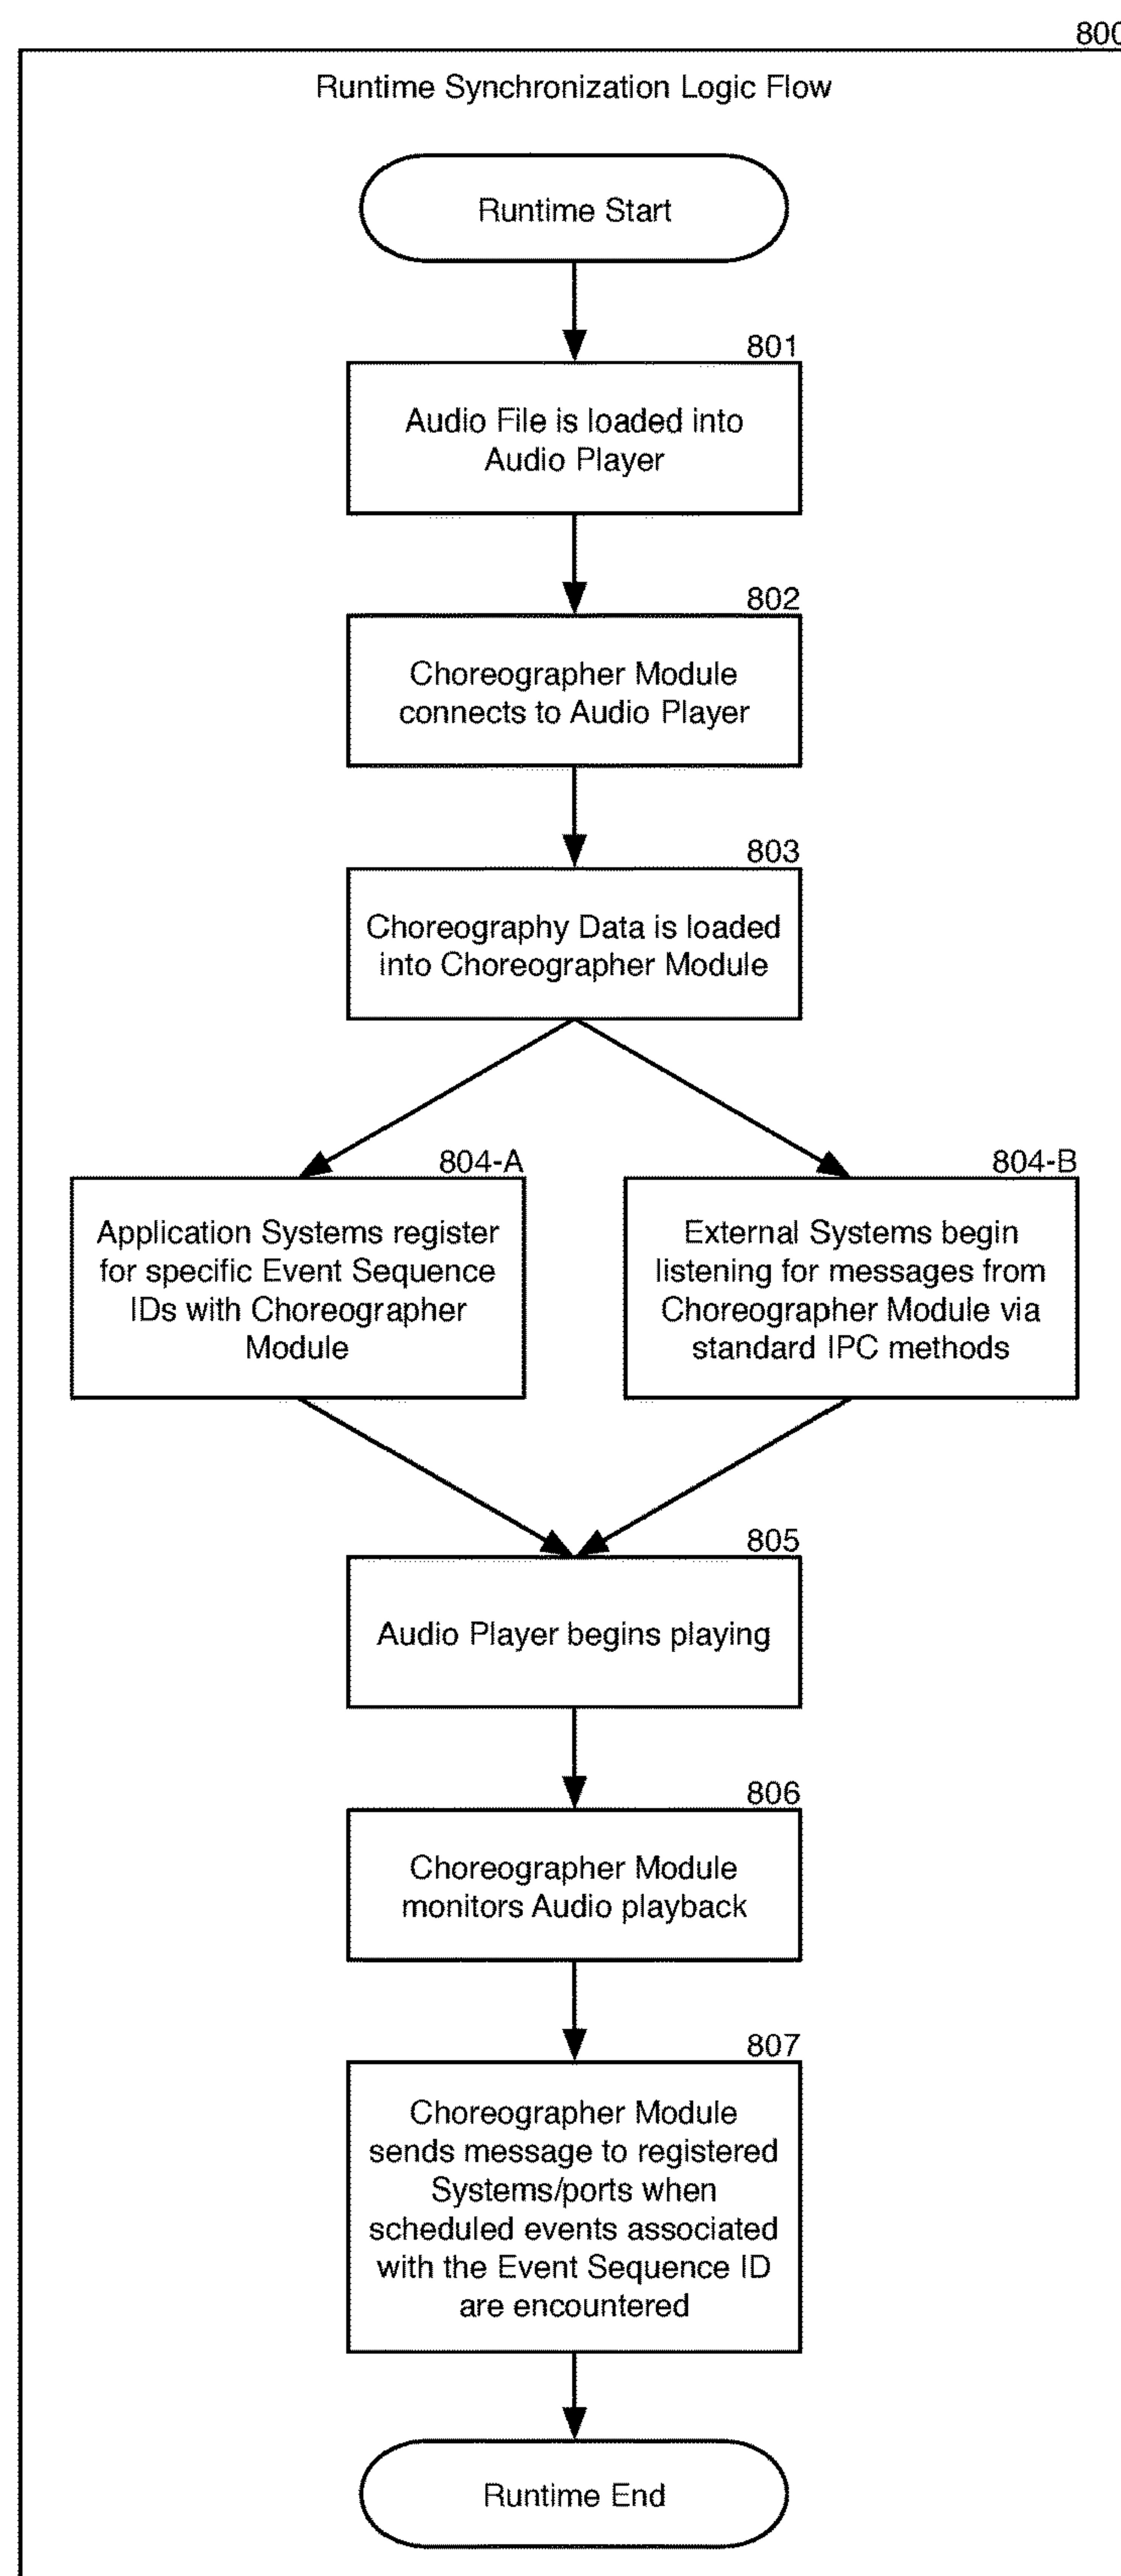 800
Runtime Synchronization Logic Flow
Runtime Start
801
Audio File is loaded into
Audio Player
802
Choreographer Module
connects to Audio Player
803
Choreography Data is loaded
into Choreographer Module
804-A
Application Systems register
for specific Event Sequence
IDs with Choreographer
Module
804-B
External Systems begin
listening for messages from
Choreographer Module via
standard IPC methods
805
Audio Player begins playing
806
Choreographer Module
monitors Audio playback
807
Choreographer Module
sends message to registered
Systems/ports when
scheduled events associated
with the Event Sequence ID
are encountered
Runtime End